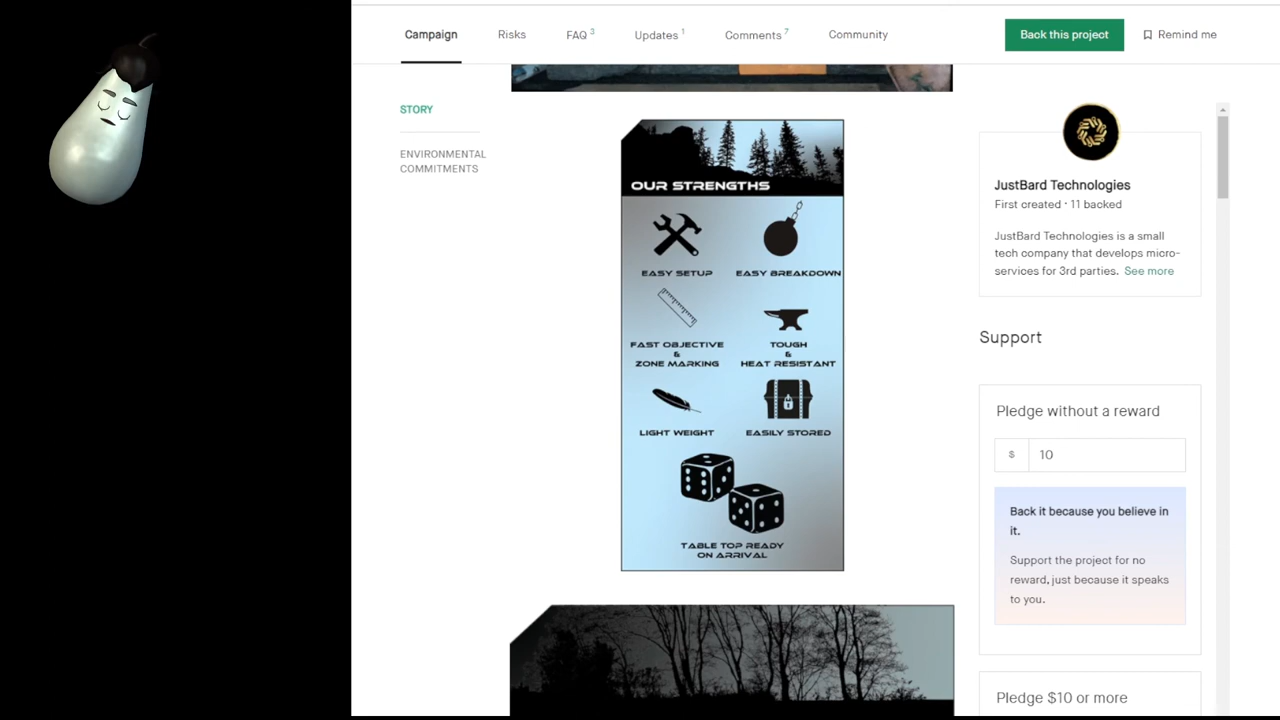 Campaign
Risks
FAQ 3
Updates 1
Comments 7
Community
Back this project
Remind me
STORY
ENVIRONMENTAL
COMMITMENTS
OUR STRENGTHS
EASY SETUP
EASY BREAKDOWN
FAST OBJECTIVE
&
ZONE MARKING
TOUGH
&
HEAT RESISTANT
LIGHT WEIGHT
EASILY STORED
TABLE TOP READY
ON ARRIVAL
JustBard Technologies
First created · 11 backed
JustBard Technologies is a small
tech company that develops micro-
services for 3rd parties. See more
Support
Pledge without a reward
$ 10
Back it because you believe in
it.
Support the project for no
reward, just because it speaks
to you.
Pledge $10 or more